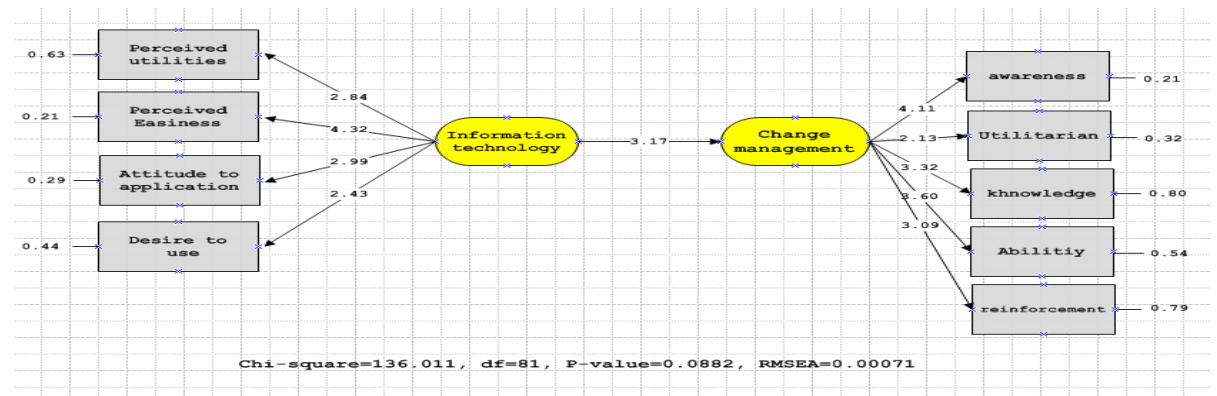 0.63
Perceived
utilities
0.21
Perceived
Easiness
0.29
Attitude to
application
0.44
Desire to
use
2.84
4.32
2.99
2.43
Information
technology
3.17
Change
management
4.11
2.13
3.32
3.60
3.09
awareness
0.21
Utilitarian
0.32
khnowledge
0.80
Abilitiy
0.54
reinforcement
0.79
Chi-square=136.011, df=81, P-value=0.0882, RMSEA=0.00071